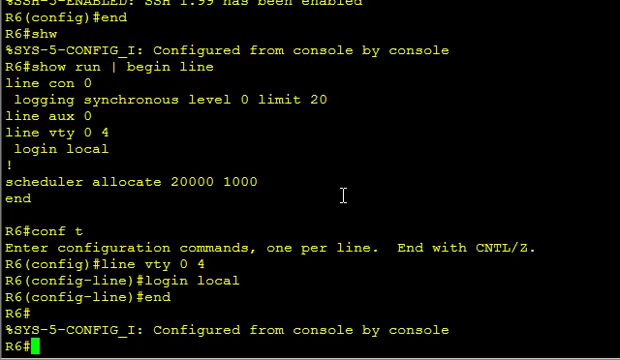 %SSH-5-ENABLED: SSH 1.99 has been enabled
R6(config)#end
R6#shw
%SYS-5-CONFIG_I: Configured from console by console
R6#show run | begin line
line con 0
 logging synchronous level 0 limit 20
line aux 0
line vty 0 4
 login local
!
scheduler allocate 20000 1000
end

R6#conf t
Enter configuration commands, one per line.  End with CNTL/Z.
R6(config)#line vty 0 4
R6(config-line)#login local
R6(config-line)#end
R6#
%SYS-5-CONFIG_I: Configured from console by console
R6#